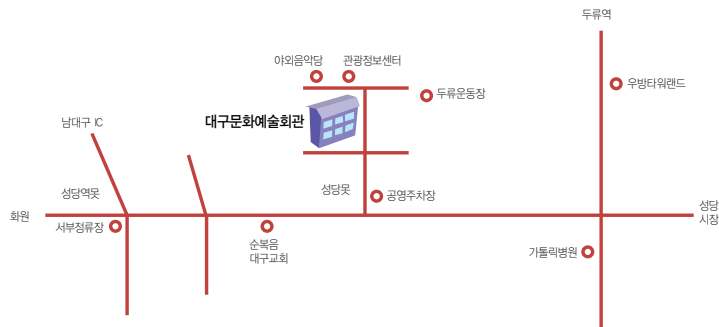 두류역
야외음악당
관광정보센터
우방타워랜드
두류운동장
대구문화예술회관
남대구 IC
성당역못
성당못
공영주차장
화원
서부정류장
성당
시장
순복음
대구교회
가톨릭병원